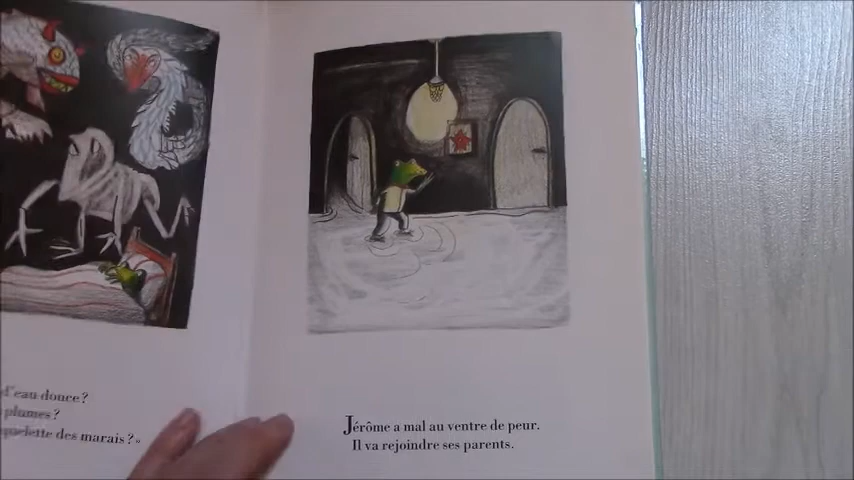 d'eau douce?
plumes?
quelette des marais?»
Jérôme a mal au ventre de peur.
Il va rejoindre ses parents.